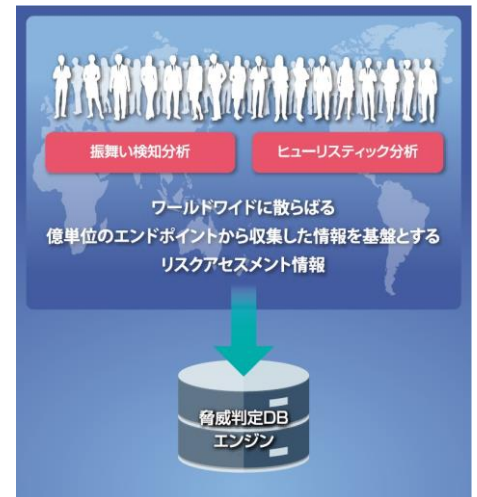 振舞い検知分析
ヒューリスティック分析
ワールドワイドに散らばる
億単位のエンドポイントから収集した情報を基盤とする
リスクアセスメント情報
脅威判定DB
エンジン